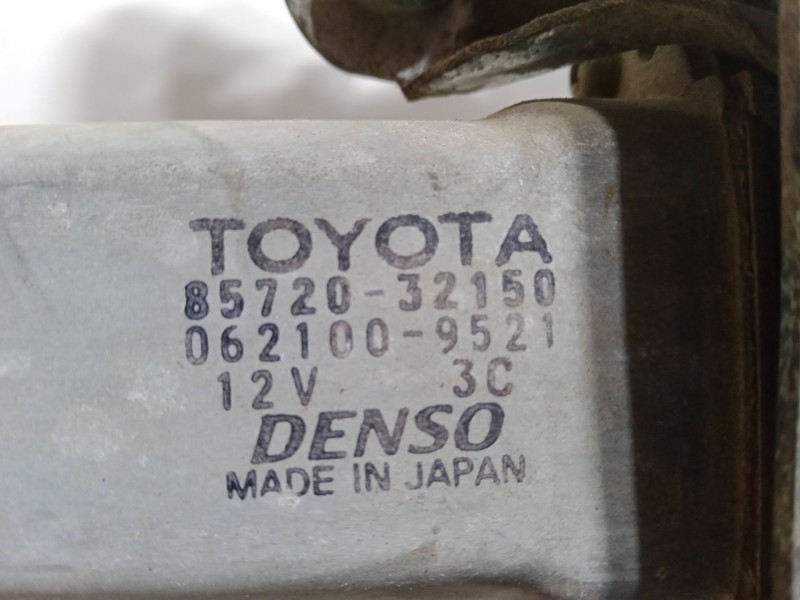 TOYOTA
85720-32150
062100-9521
12V 3C
DENSO
MADE IN JAPAN